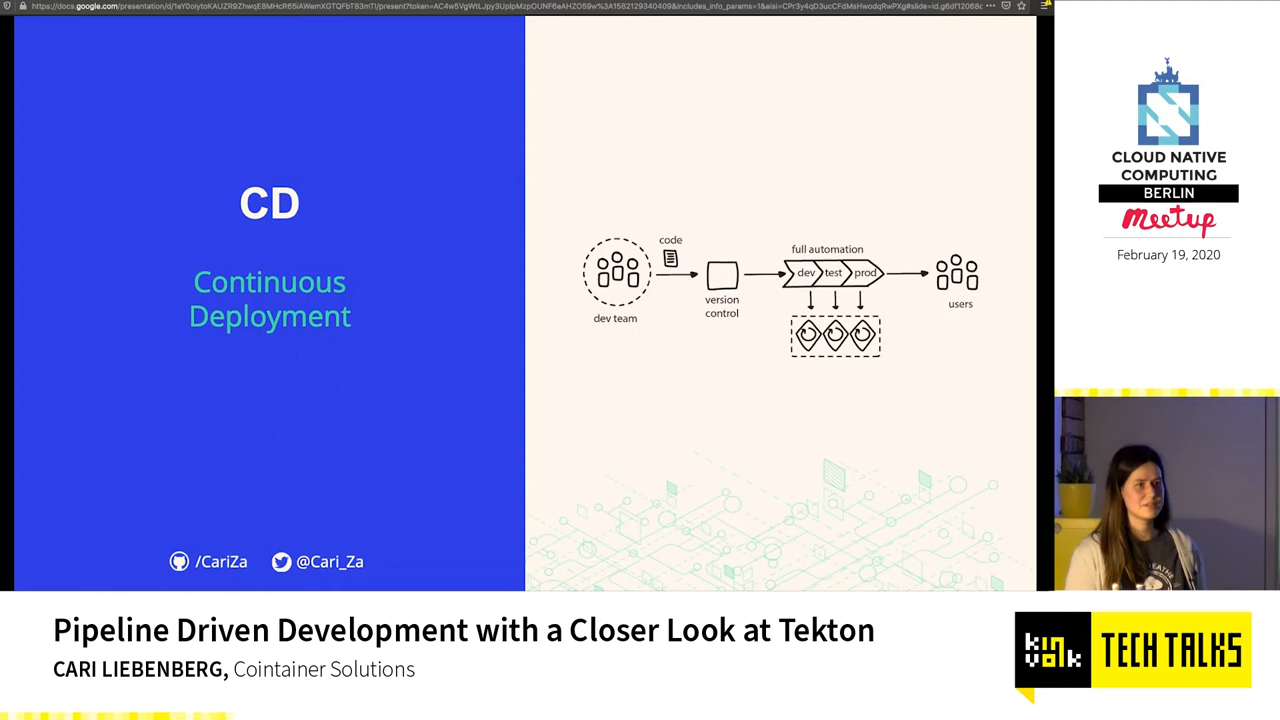 CD
Continuous
Deployment
/CariZa
@Cari_Za
code
dev team
version
control
full automation
dev
test
prod
users
CLOUD NATIVE
COMPUTING
BERLIN
meetup
February 19, 2020
Pipeline Driven Development with a Closer Look at Tekton
CARI LIEBENBERG, Cointainer Solutions
TECH TALKS